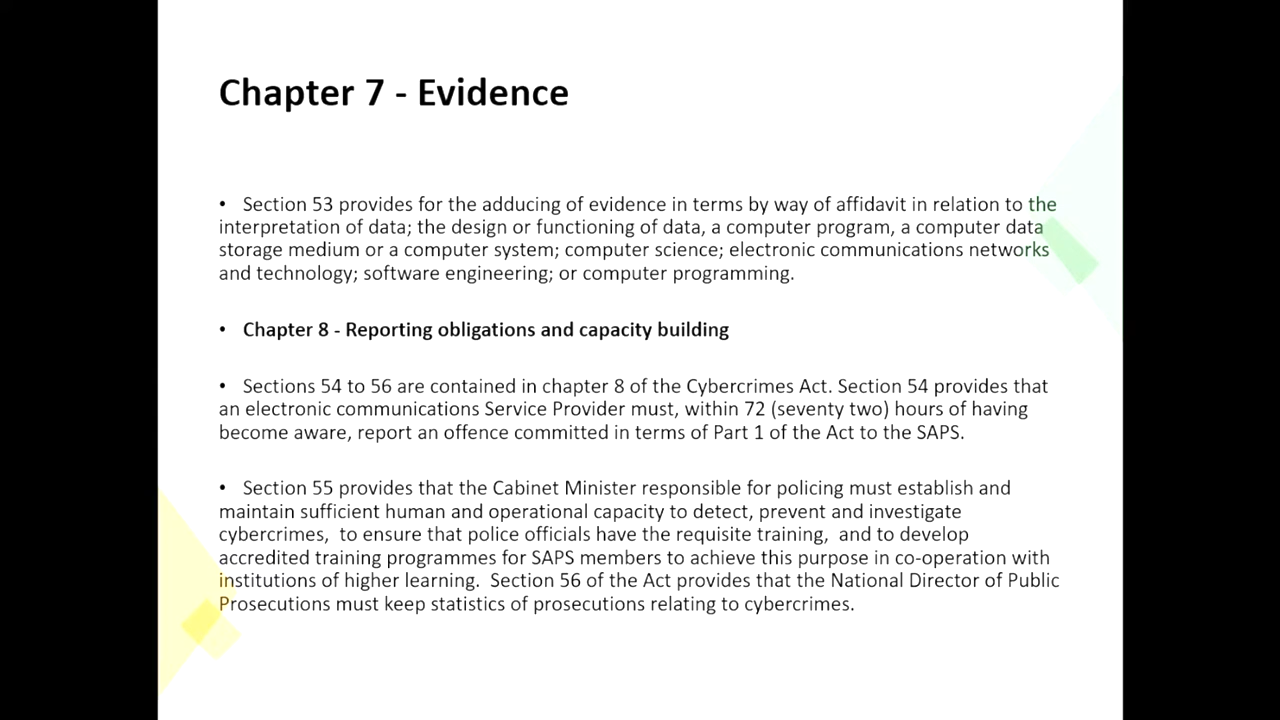 Chapter 7 - Evidence
• Section 53 provides for the adducing of evidence in terms by way of affidavit in relation to the
interpretation of data; the design or functioning of data, a computer program, a computer data
storage medium or a computer system; computer science; electronic communications networks
and technology; software engineering; or computer programming.
• Chapter 8 - Reporting obligations and capacity building
• Sections 54 to 56 are contained in chapter 8 of the Cybercrimes Act. Section 54 provides that
an electronic communications Service Provider must, within 72 (seventy two) hours of having
become aware, report an offence committed in terms of Part 1 of the Act to the SAPS.
• Section 55 provides that the Cabinet Minister responsible for policing must establish and
maintain sufficient human and operational capacity to detect, prevent and investigate
cybercrimes, to ensure that police officials have the requisite training, and to develop
accredited training programmes for SAPS members to achieve this purpose in co-operation with
institutions of higher learning. Section 56 of the Act provides that the National Director of Public
Prosecutions must keep statistics of prosecutions relating to cybercrimes.